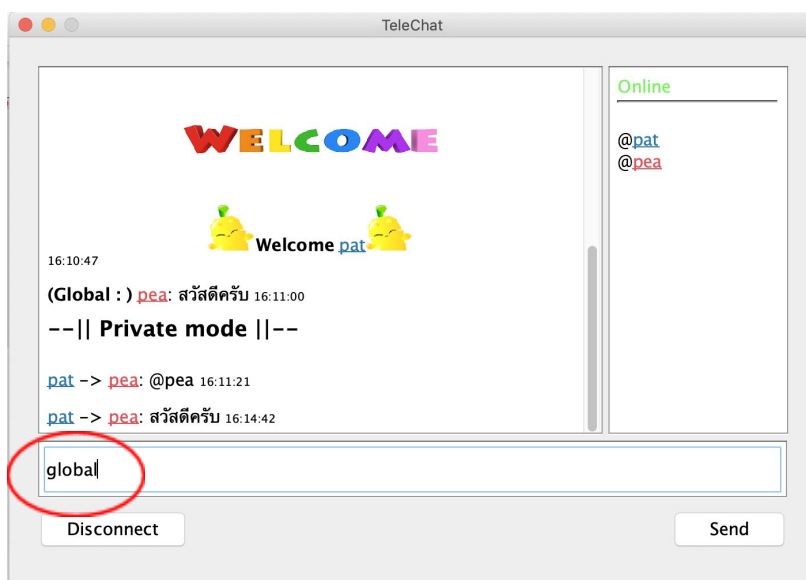 TeleChat
WELCOME
Welcome pat
16:10:47
(Global : ) pea: สวัสดีครับ 16:11:00
--|| Private mode ||--
pat -> pea: @pea 16:11:21
pat -> pea: สวัสดีครับ 16:14:42
Online
@pat
@pea
global
Disconnect
Send